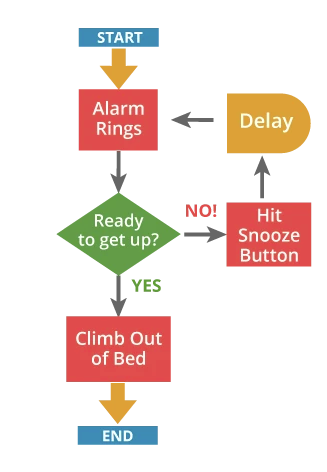 START
Alarm
Rings
Delay
Ready
to get up?
NO!
Hit
Snooze
Button
YES
Climb Out
of Bed
END